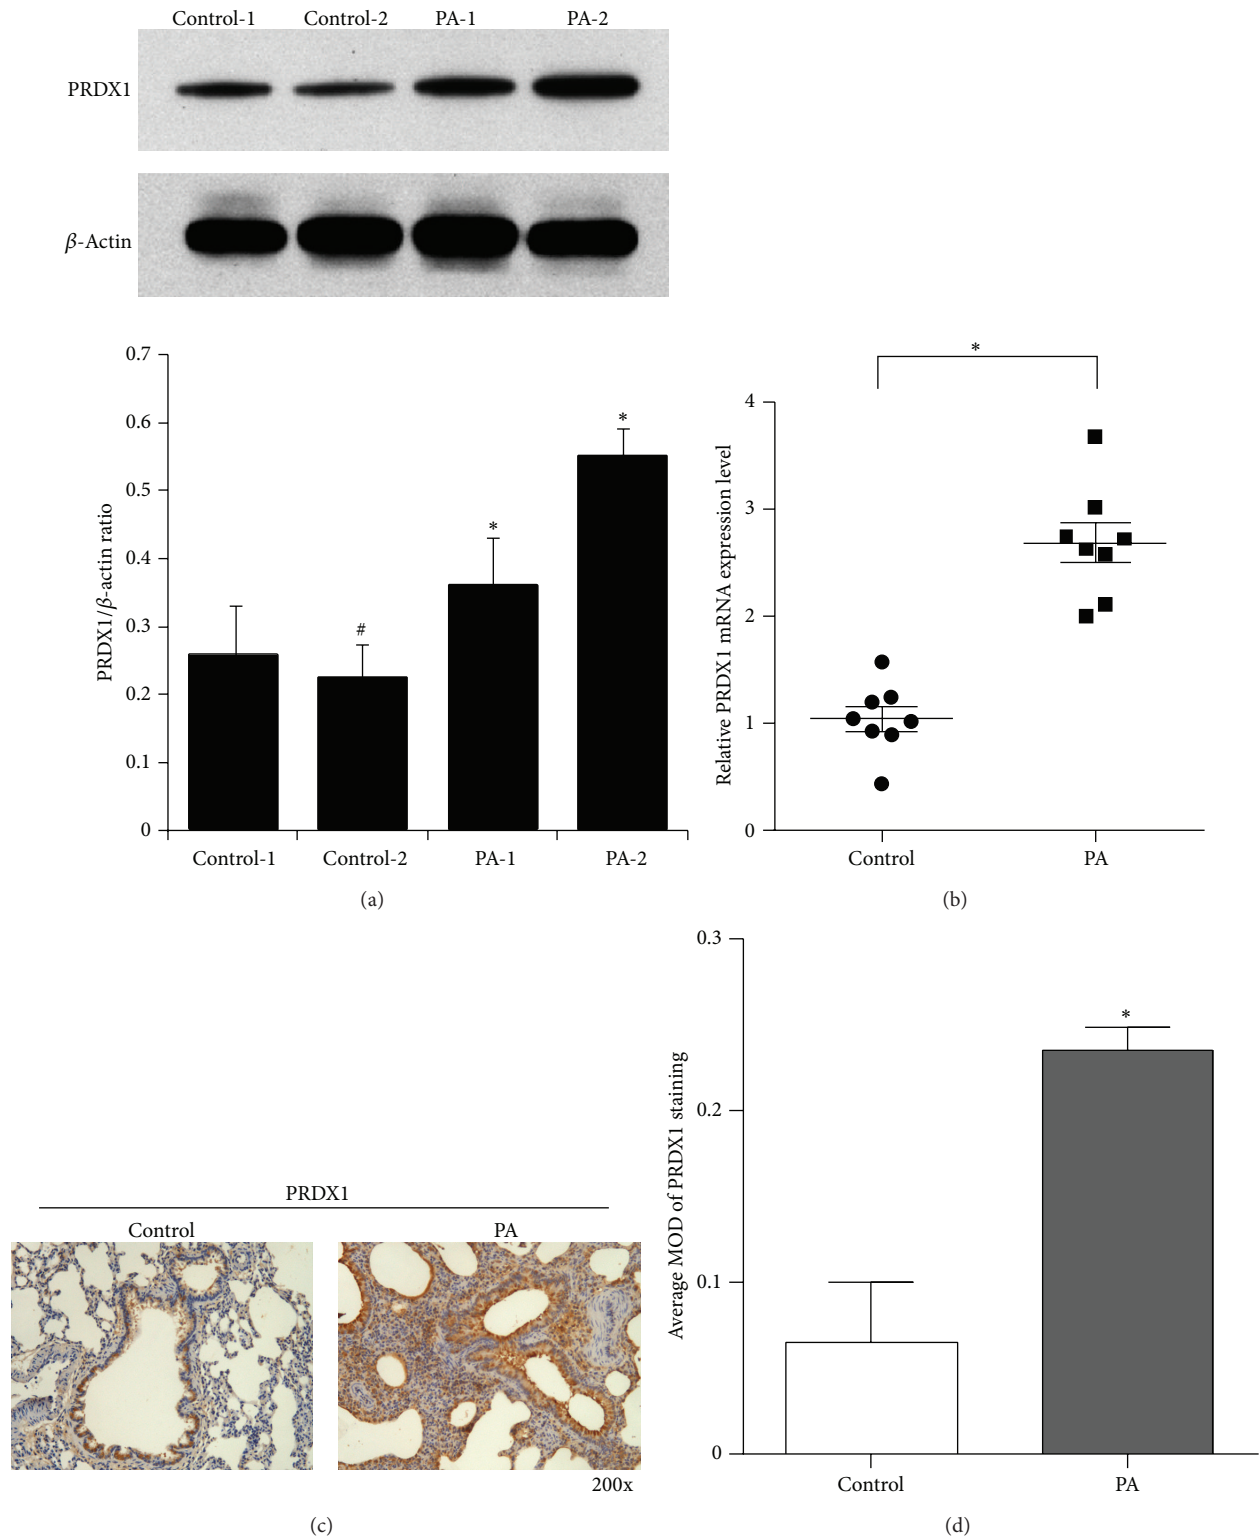 Control-1 Control-2 PA-1 PA-2
PRDX1
β-Actin
PRDX1/β-actin ratio
0.7
0.6
0.5
0.4
0.3
0.2
0.1
0
#
*
*
Control-1 Control-2 PA-1 PA-2
(a)
Relative PRDX1 mRNA expression level
4
3
2
1
0
*
Control PA
(b)
PRDX1
Control PA
200x
(c)
Average MOD of PRDX1 staining
0.3
0.2
0.1
0
*
Control PA
(d)